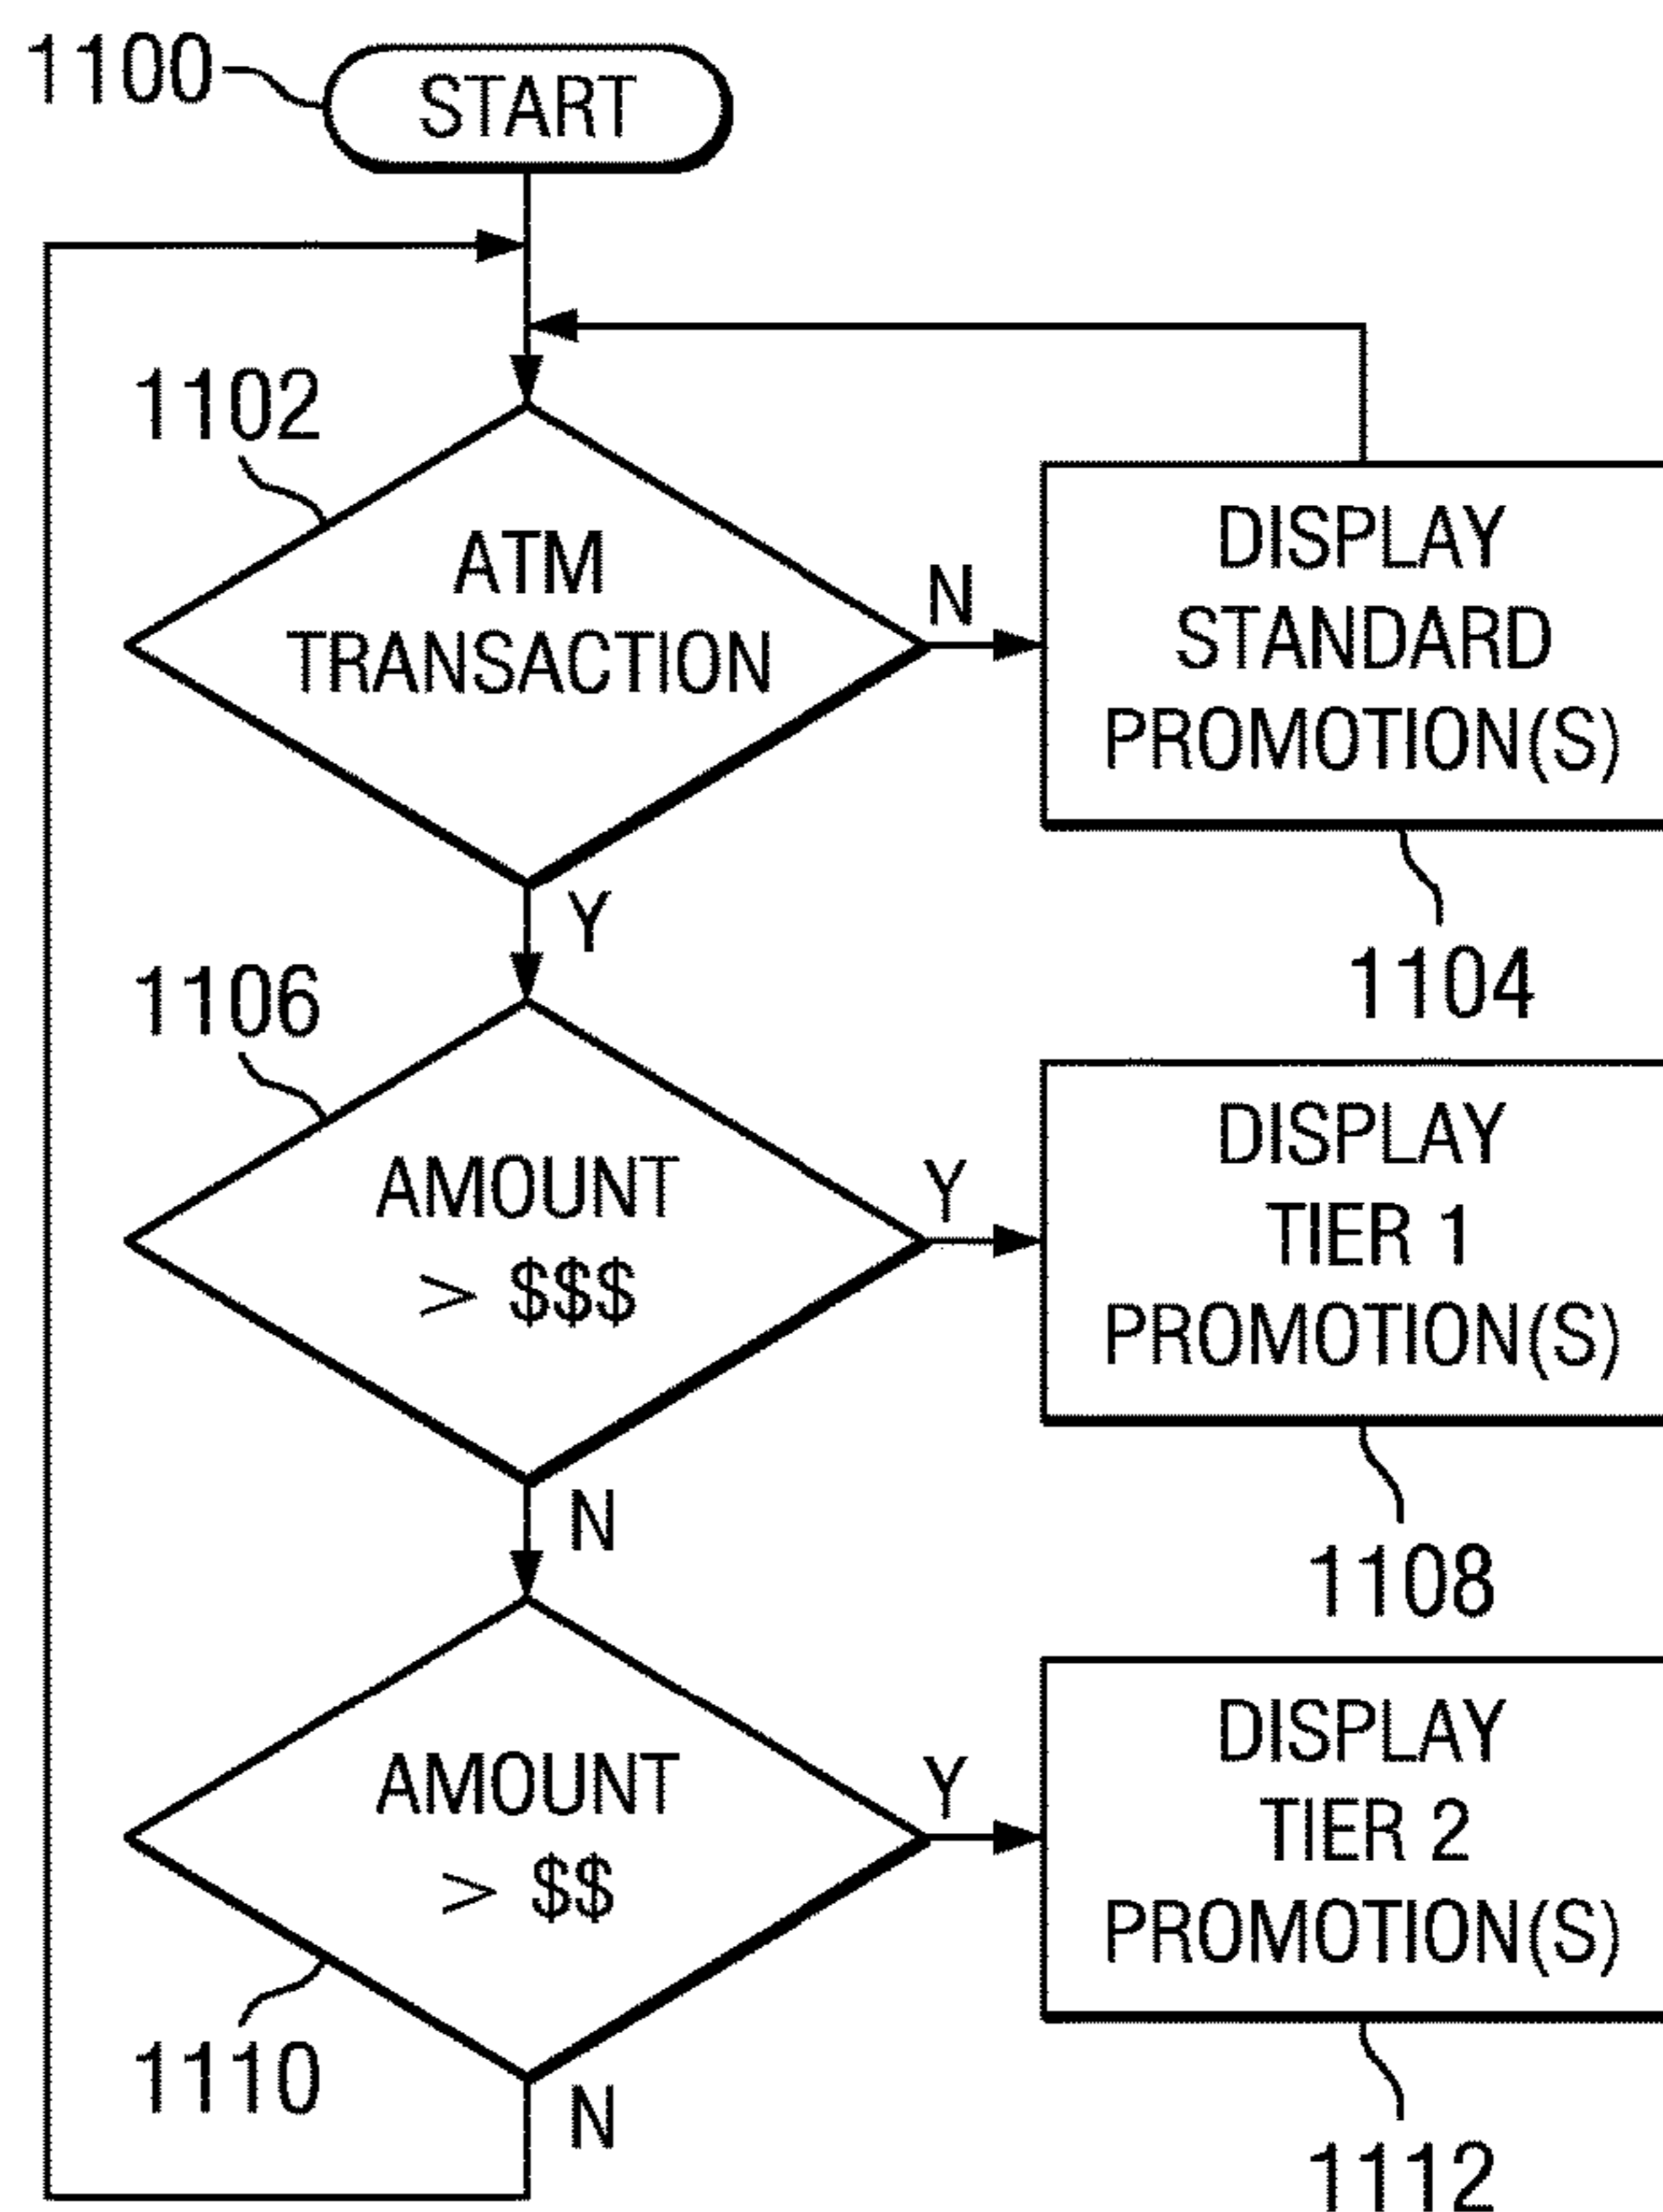 1100
START
1102
ATM
TRANSACTION
N
DISPLAY
STANDARD
PROMOTION(S)
1104
Y
1106
AMOUNT
> $$$
Y
DISPLAY
TIER 1
PROMOTION(S)
1108
N
AMOUNT
> $$
Y
DISPLAY
TIER 2
PROMOTION(S)
1110
N
1112